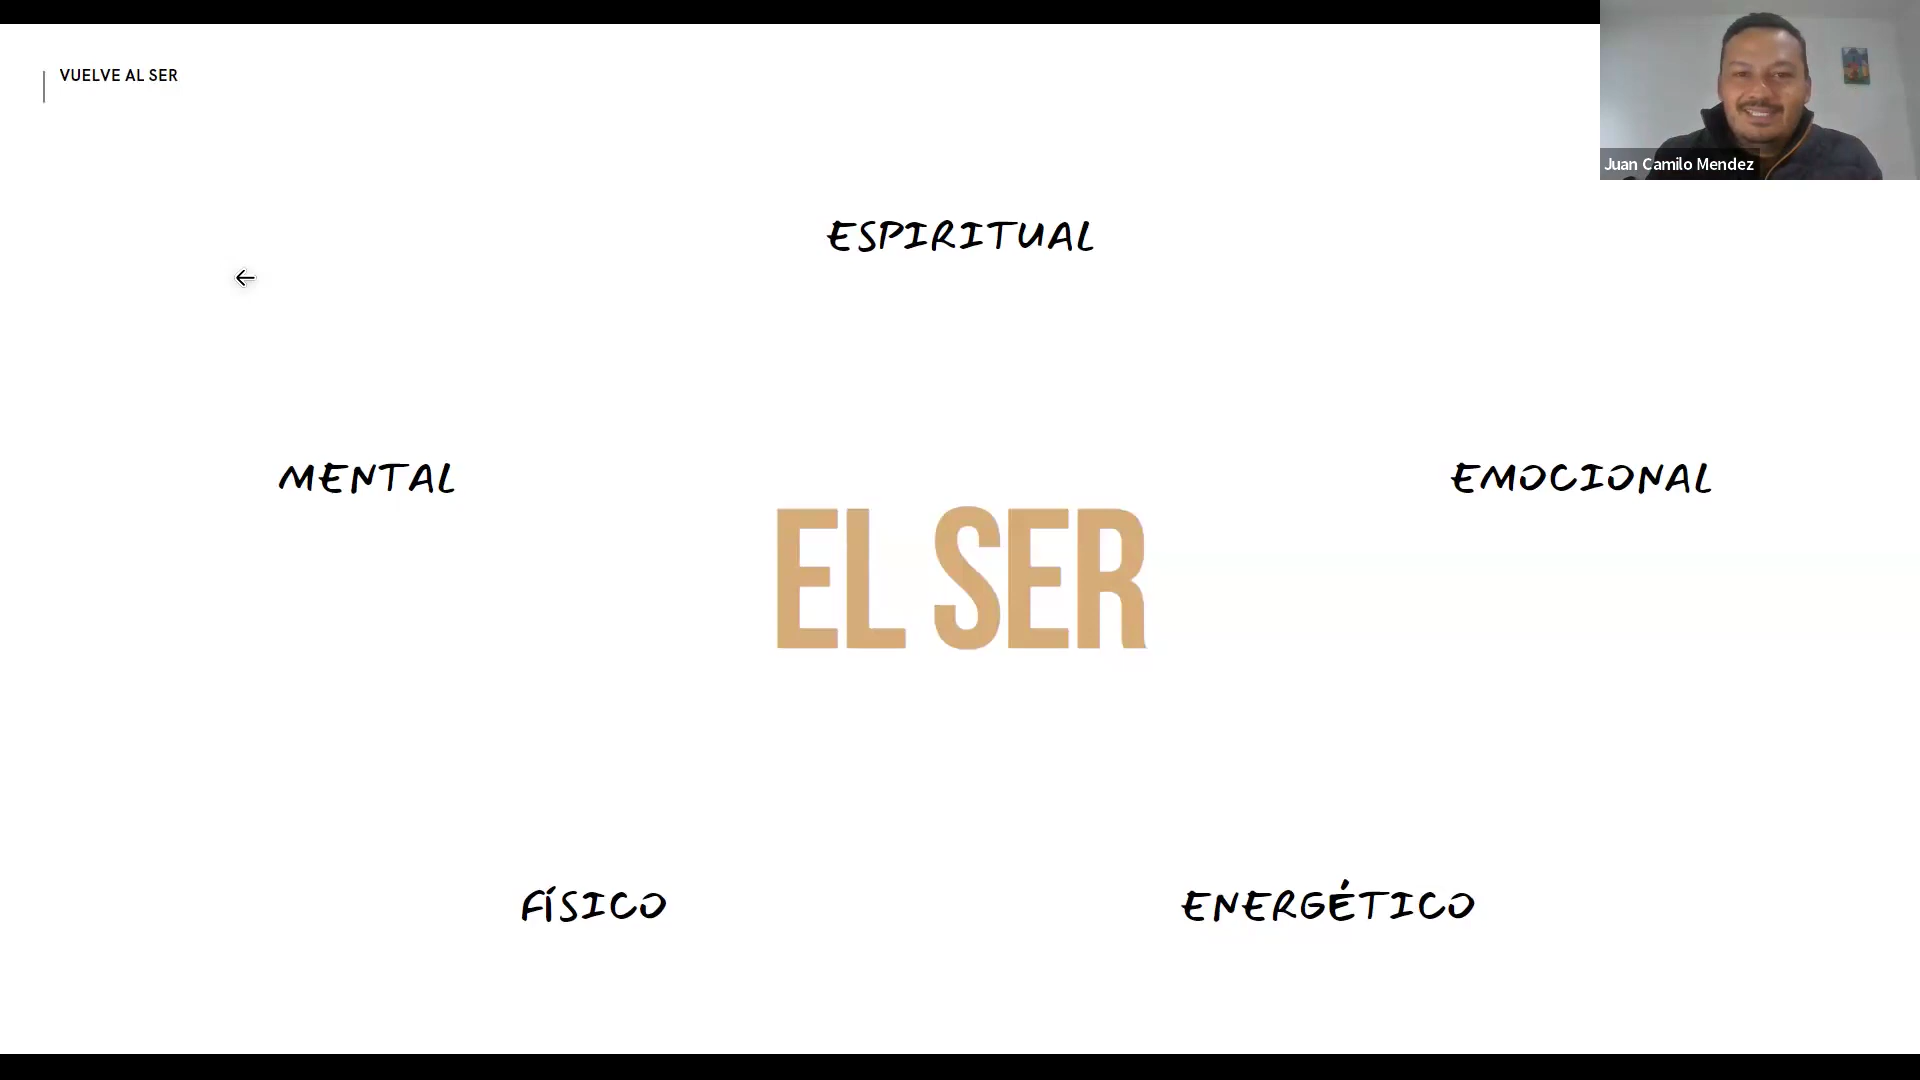 VUELVE AL SER
Juan Camilo Mendez
ESPIRITUAL
MENTAL
EMOCIONAL
EL SER
FÍSICO
ENERGÉTICO